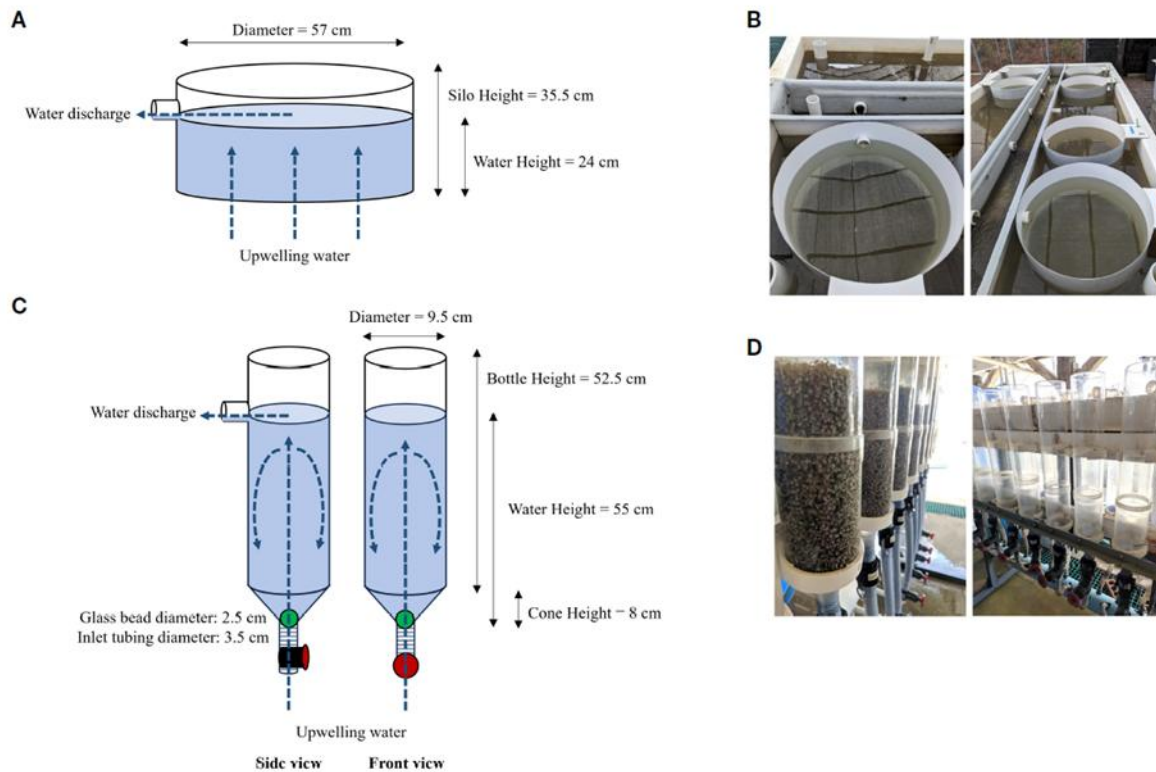 A
Diameter = 57 cm
Water discharge
Silo Height = 35.5 cm
Water Height = 24 cm
Upwelling water
B
C
Diameter = 9.5 cm
Bottle Height = 52.5 cm
Water discharge
Water Height = 55 cm
Glass bead diameter: 2.5 cm
Inlet tubing diameter: 3.5 cm
Cone Height = 8 cm
Upwelling water
Side view
Front view
D